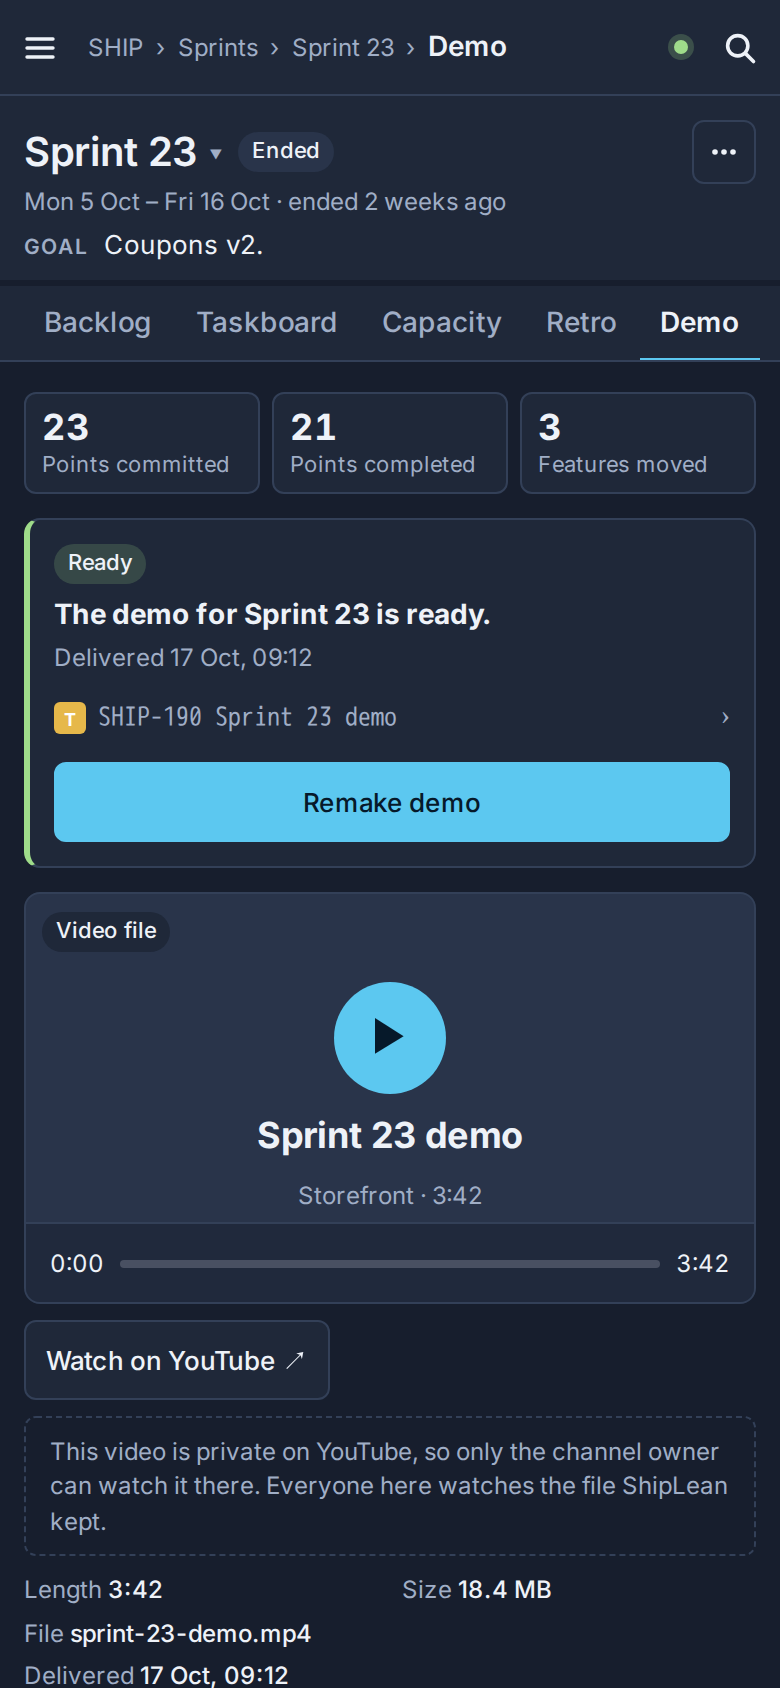 SHIP › Sprints › Sprint 23 › Demo
Sprint 23 ▾ Ended
Mon 5 Oct – Fri 16 Oct · ended 2 weeks ago
GOAL Coupons v2.
Backlog Taskboard Capacity Retro Demo
23 21 3
Points committed Points completed Features moved
Ready
The demo for Sprint 23 is ready.
Delivered 17 Oct, 09:12
T SHIP-190 Sprint 23 demo ›
Remake demo
Video file
Sprint 23 demo
Storefront · 3:42
0:00 3:42
Watch on YouTube ↗
This video is private on YouTube, so only the channel owner
can watch it there. Everyone here watches the file ShipLean
kept.
Length 3:42 Size 18.4 MB
File sprint-23-demo.mp4
Delivered 17 Oct, 09:12